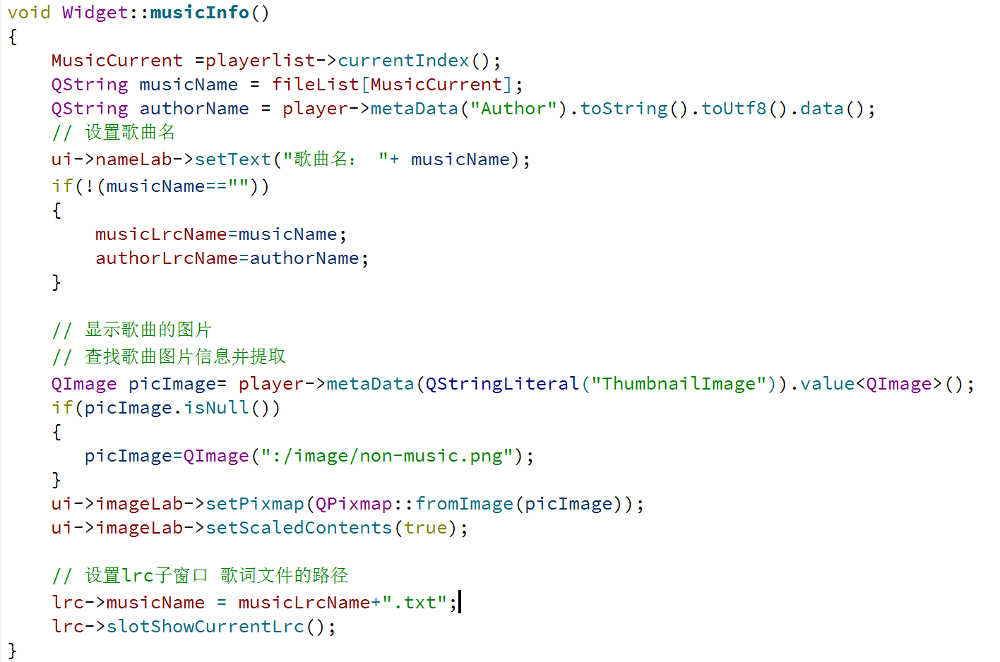 void Widget::musicInfo()
{
    MusicCurrent =playerlist->currentIndex();
    QString musicName = fileList[MusicCurrent];
    QString authorName = player->metaData("Author").toString().toUtf8().data();
    // 设置歌曲名
    ui->nameLab->setText("歌曲名： "+ musicName);
    if(!(musicName==""))
    {
        musicLrcName=musicName;
        authorLrcName=authorName;
    }

    // 显示歌曲的图片
    // 查找歌曲图片信息并提取
    QImage picImage= player->metaData(QStringLiteral("ThumbnailImage")).value<QImage>();
    if(picImage.isNull())
    {
       picImage=QImage(":/image/non-music.png");
    }
    ui->imageLab->setPixmap(QPixmap::fromImage(picImage));
    ui->imageLab->setScaledContents(true);

    // 设置lrc子窗口 歌词文件的路径
    lrc->musicName = musicLrcName+".txt";
    lrc->slotShowCurrentLrc();
}